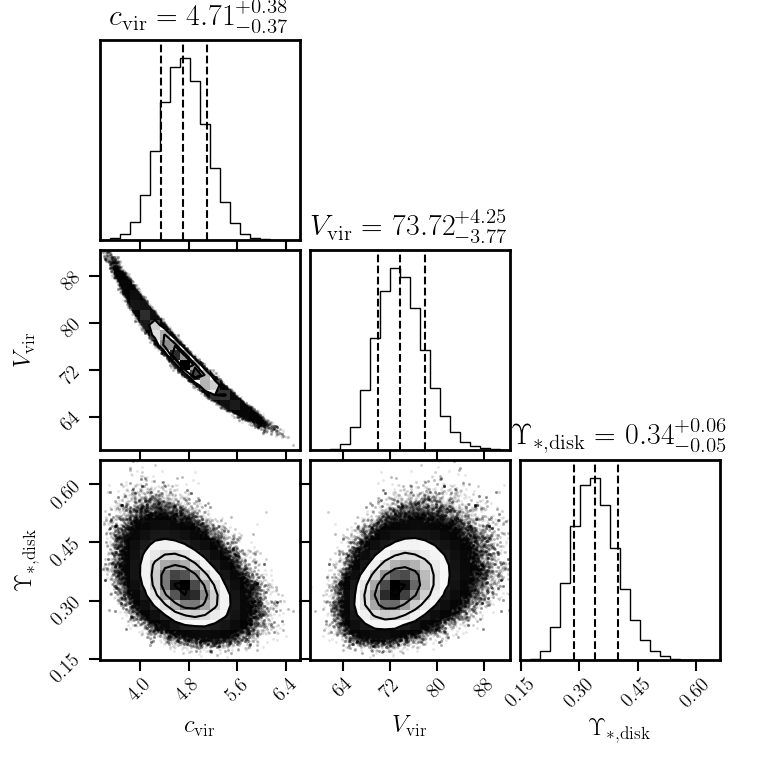 c_vir = 4.71 +0.38 −0.37
V_vir = 73.72 +4.25 −3.77
88
80
72
64
V_vir
Υ_*,disk = 0.34 +0.06 −0.05
0.60
0.45
0.30
0.15
Υ_*,disk
4.0 4.8 5.6 6.4
64 72 80 88
0.15 0.30 0.45 0.60
c_vir
V_vir
Υ_*,disk